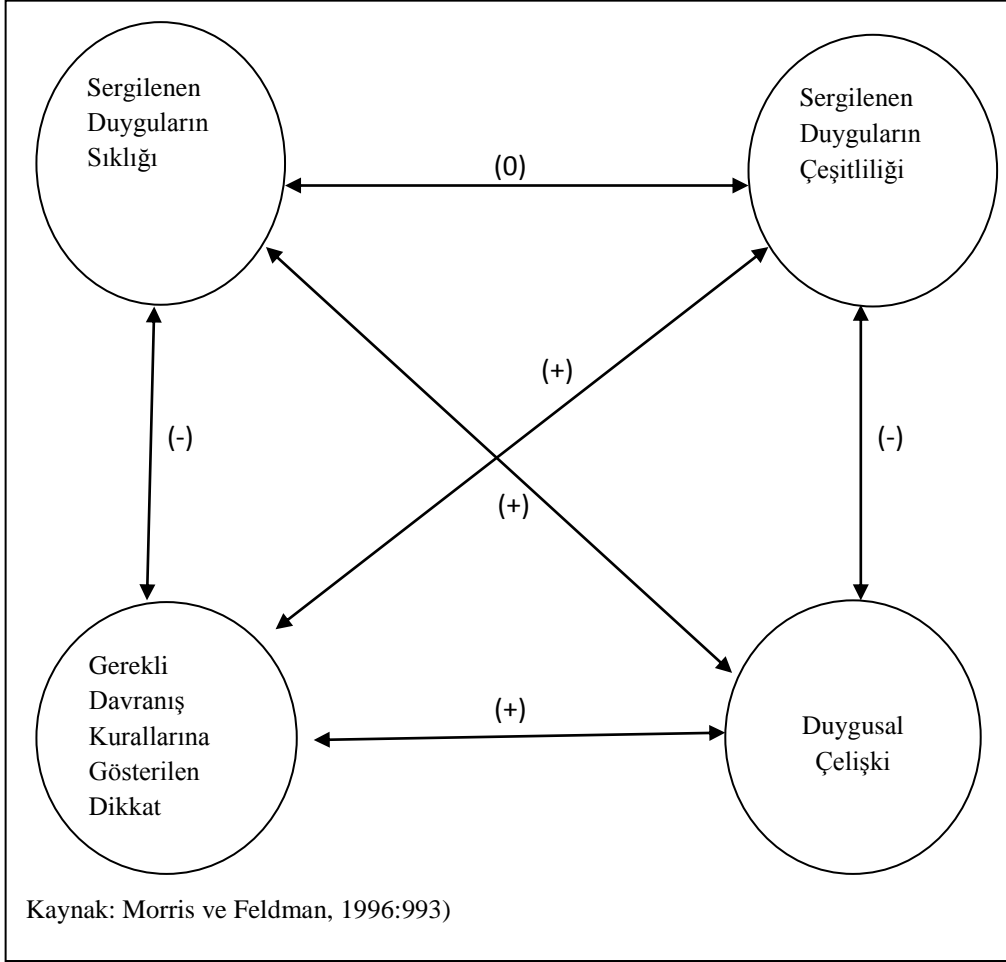 Sergilenen
Duyguların
Sıklığı
Sergilenen
Duyguların
Çeşitliliği
(0)
(+)
(-)
(-)
(+)
Gerekli
Davranış
Kurallarına
Gösterilen
Dikkat
(+)
Duygusal
Çelişki
Kaynak: Morris ve Feldman, 1996:993)